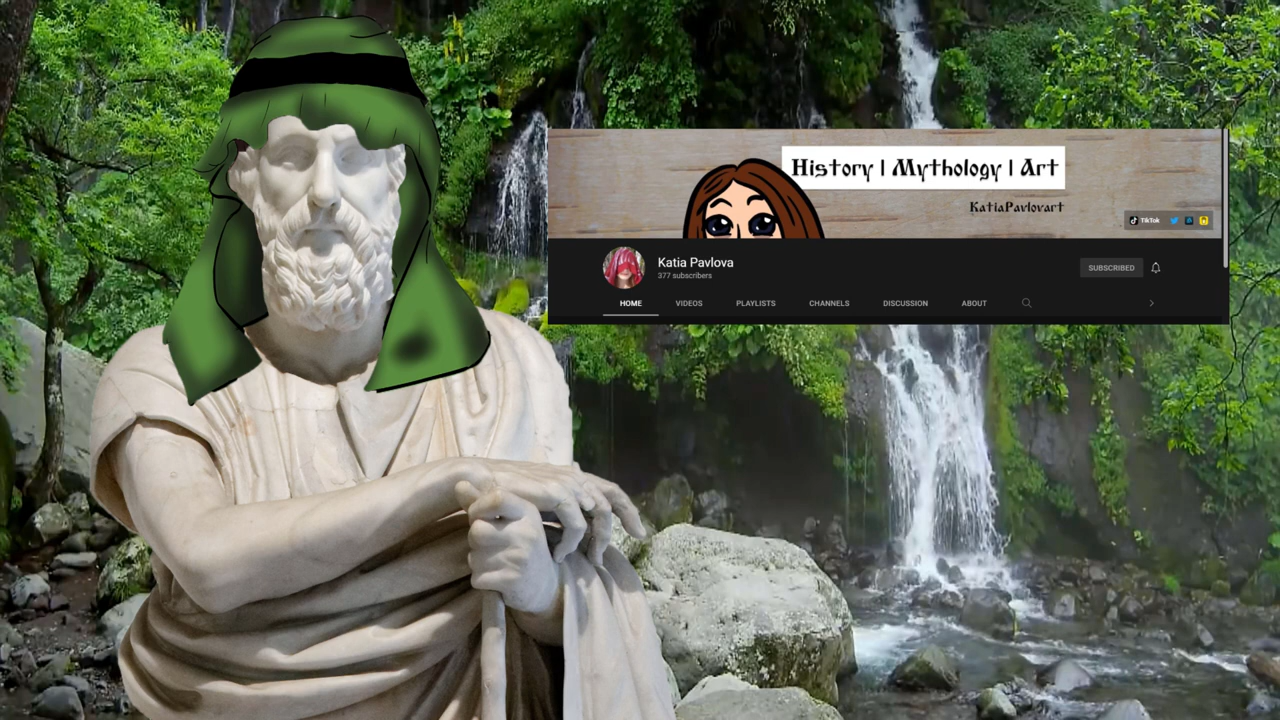 History | Mythology | Art
KatiaPavlovart
TikTok
Katia Pavlova
377 subscribers
SUBSCRIBED
HOME VIDEOS PLAYLISTS CHANNELS DISCUSSION ABOUT